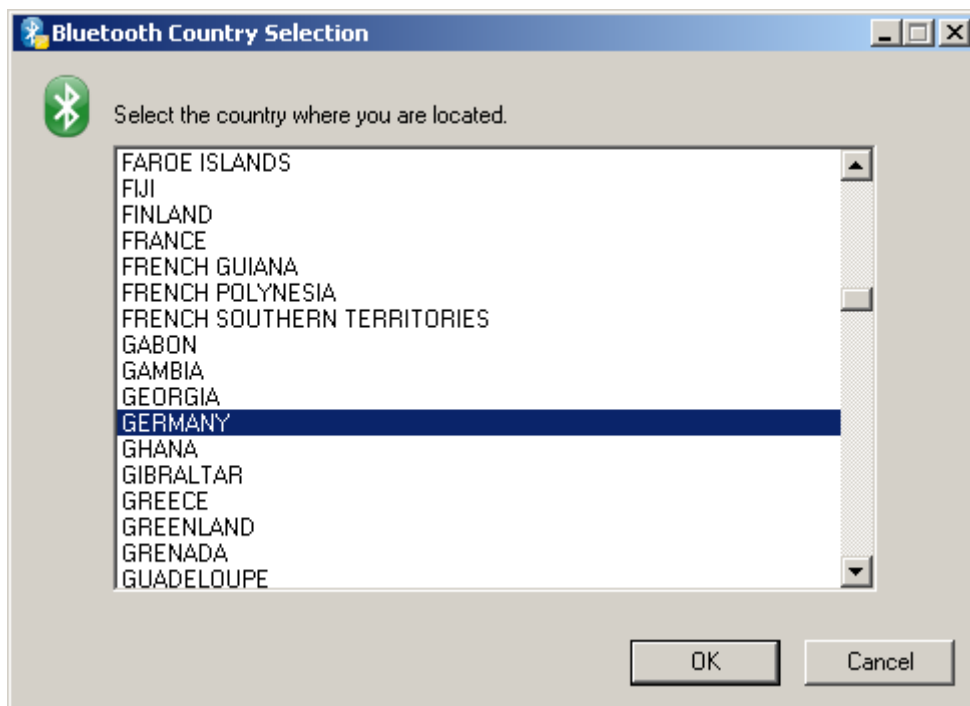 Bluetooth Country Selection
Select the country where you are located.
FAROE ISLANDS
FIJI
FINLAND
FRANCE
FRENCH GUIANA
FRENCH POLYNESIA
FRENCH SOUTHERN TERRITORIES
GABON
GAMBIA
GEORGIA
GERMANY
GHANA
GIBRALTAR
GREECE
GREENLAND
GRENADA
GUADELOUPE
OK Cancel